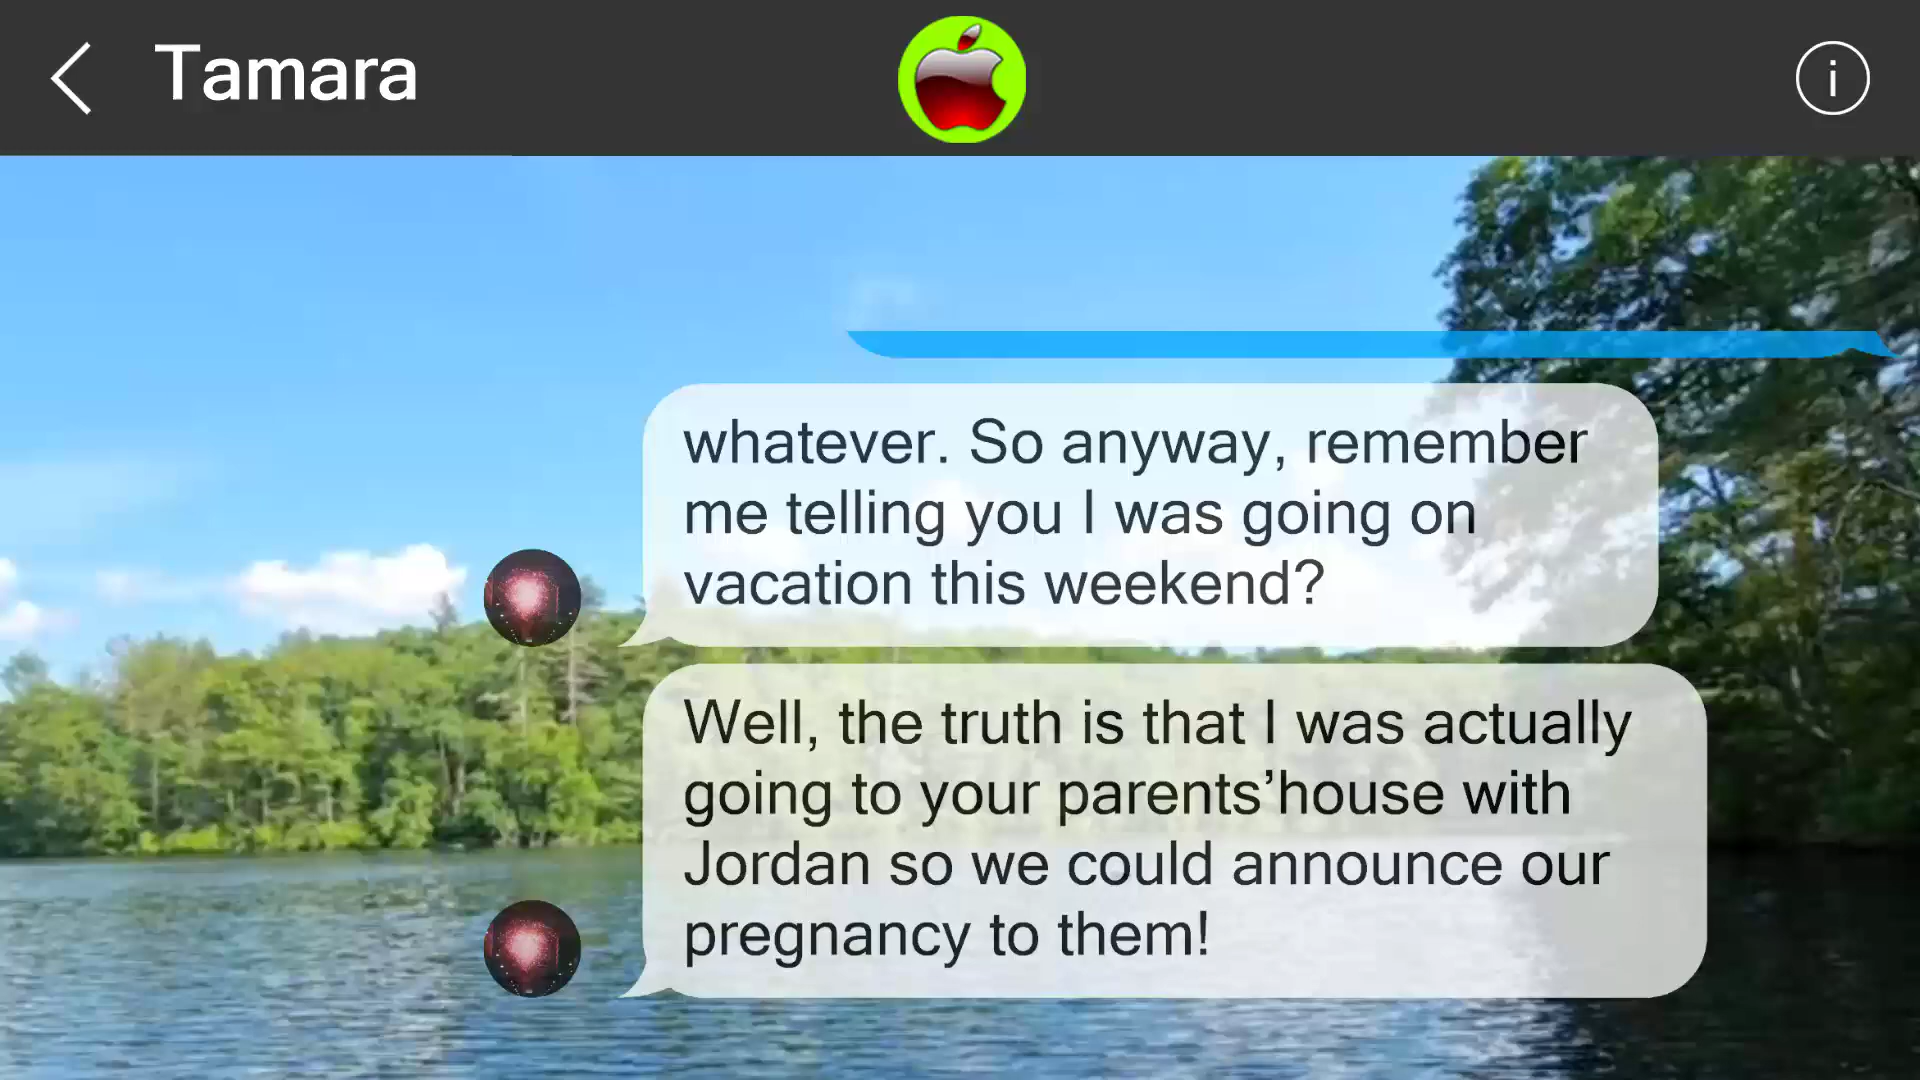 Tamara
i
whatever. So anyway, remember
me telling you I was going on
vacation this weekend?
Well, the truth is that I was actually
going to your parents’house with
Jordan so we could announce our
pregnancy to them!